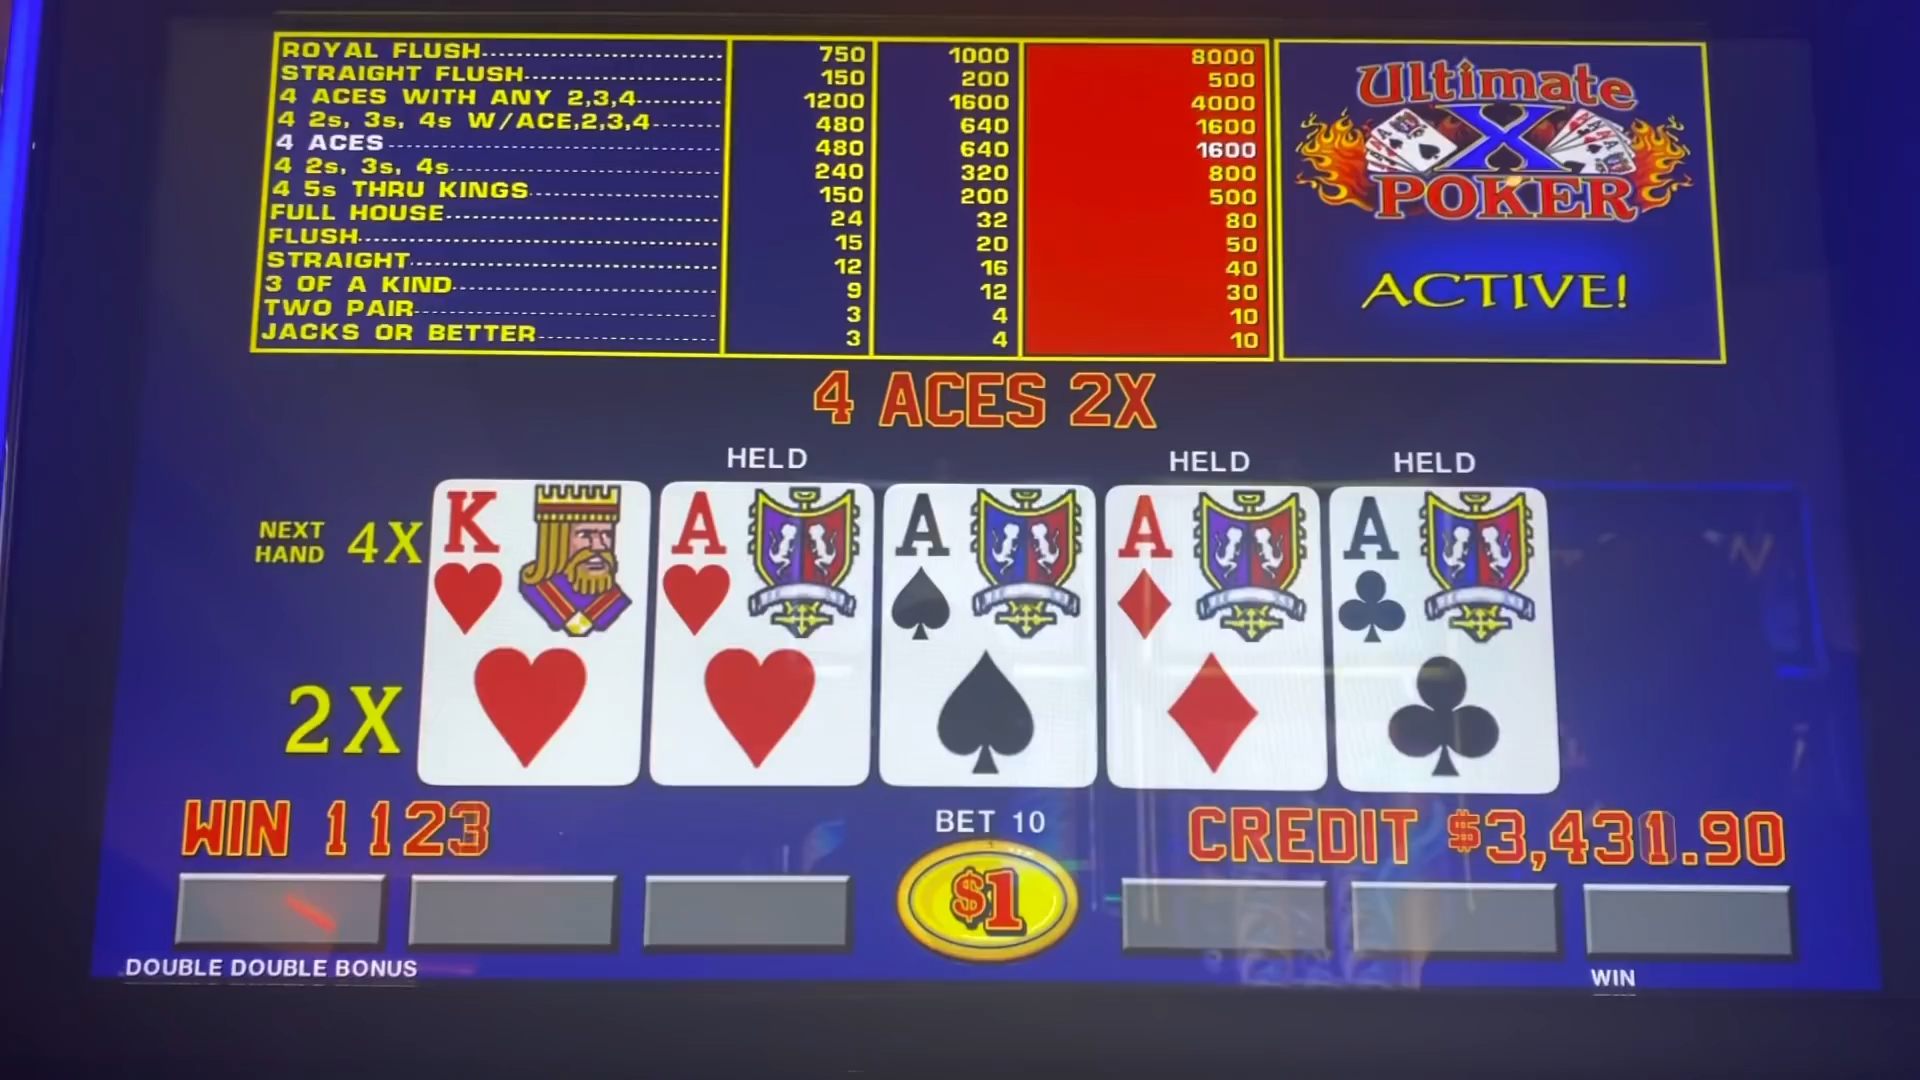 ROYAL FLUSH 750 1000 8000
STRAIGHT FLUSH 150 200 500
4 ACES WITH ANY 2,3,4 1200 1600 4000
4 2s, 3s, 4s W/ACE,2,3,4 480 640 1600
4 ACES 480 640 1600
4 2s, 3s, 4s 240 320 800
4 5s THRU KINGS 150 200 500
FULL HOUSE 24 32 80
FLUSH 15 20 50
STRAIGHT 12 16 40
3 OF A KIND 9 12 30
TWO PAIR 3 4 10
JACKS OR BETTER 3 4 10
Ultimate
X
POKER
ACTIVE!
4 ACES 2X
HELD HELD HELD
NEXT
HAND 4X
K A A A A
2X
WIN 1123
BET 10
CREDIT $3,431.90
$1
DOUBLE DOUBLE BONUS
WIN